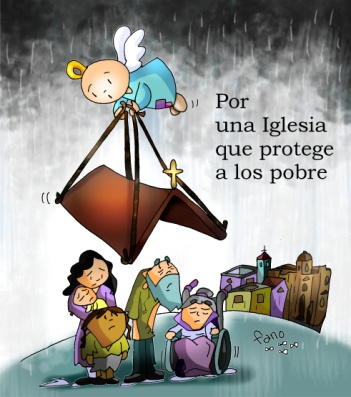 Por
una Iglesia
que protege
a los pobre
fano